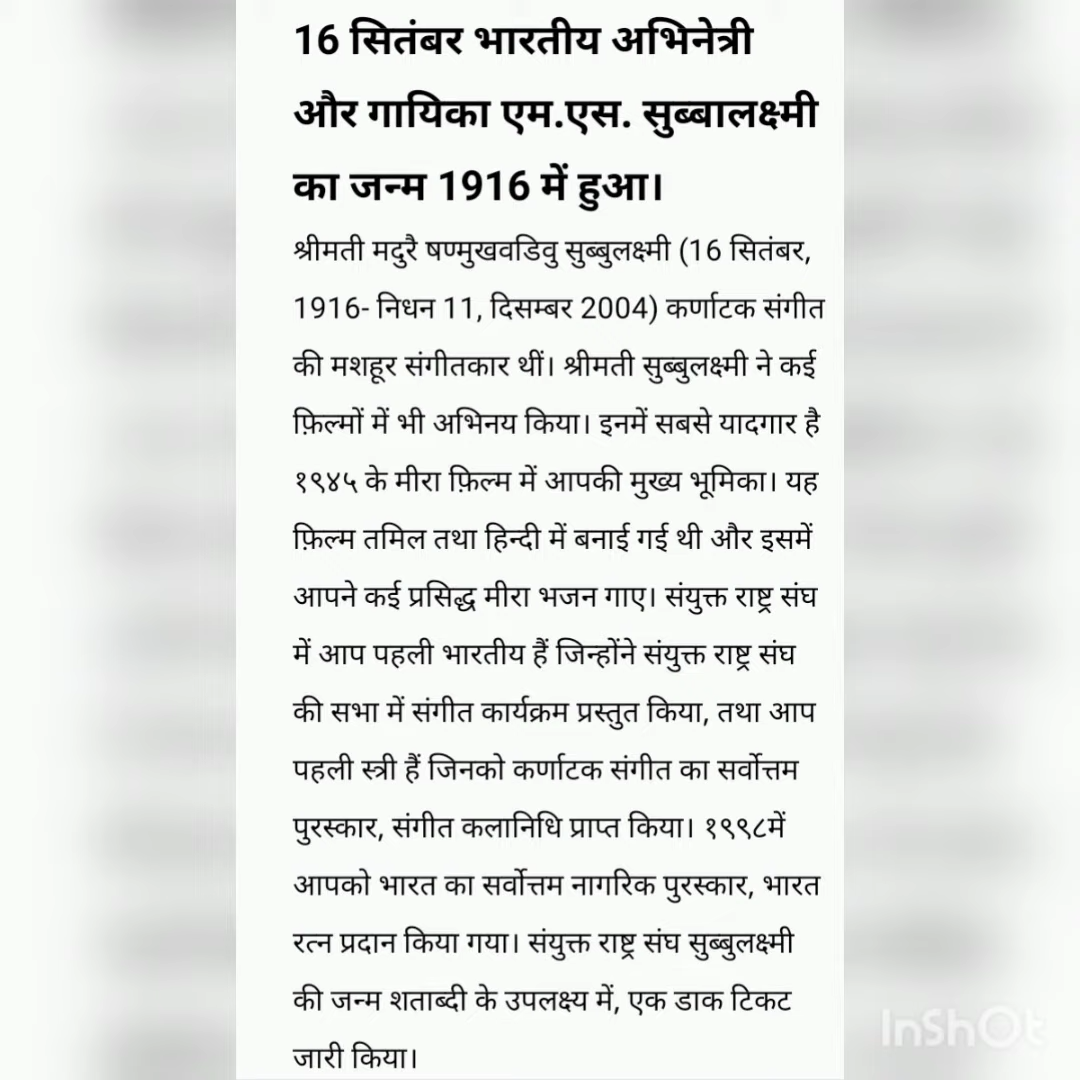 16 सितंबर भारतीय अभिनेत्री
और गायिका एम.एस. सुब्बालक्ष्मी
का जन्म 1916 में हुआ।
श्रीमती मदुरै षण्मुखवडिवु सुब्बुलक्ष्मी (16 सितंबर,
1916- निधन 11, दिसम्बर 2004) कर्णाटक संगीत
की मशहूर संगीतकार थीं। श्रीमती सुब्बुलक्ष्मी ने कई
फ़िल्मों में भी अभिनय किया। इनमें सबसे यादगार है
१९४५ के मीरा फ़िल्म में आपकी मुख्य भूमिका। यह
फ़िल्म तमिल तथा हिन्दी में बनाई गई थी और इसमें
आपने कई प्रसिद्ध मीरा भजन गाए। संयुक्त राष्ट्र संघ
में आप पहली भारतीय हैं जिन्होंने संयुक्त राष्ट्र संघ
की सभा में संगीत कार्यक्रम प्रस्तुत किया, तथा आप
पहली स्त्री हैं जिनको कर्णाटक संगीत का सर्वोत्तम
पुरस्कार, संगीत कलानिधि प्राप्त किया। १९९८में
आपको भारत का सर्वोत्तम नागरिक पुरस्कार, भारत
रत्न प्रदान किया गया। संयुक्त राष्ट्र संघ सुब्बुलक्ष्मी
की जन्म शताब्दी के उपलक्ष्य में, एक डाक टिकट
जारी किया।
InShOt